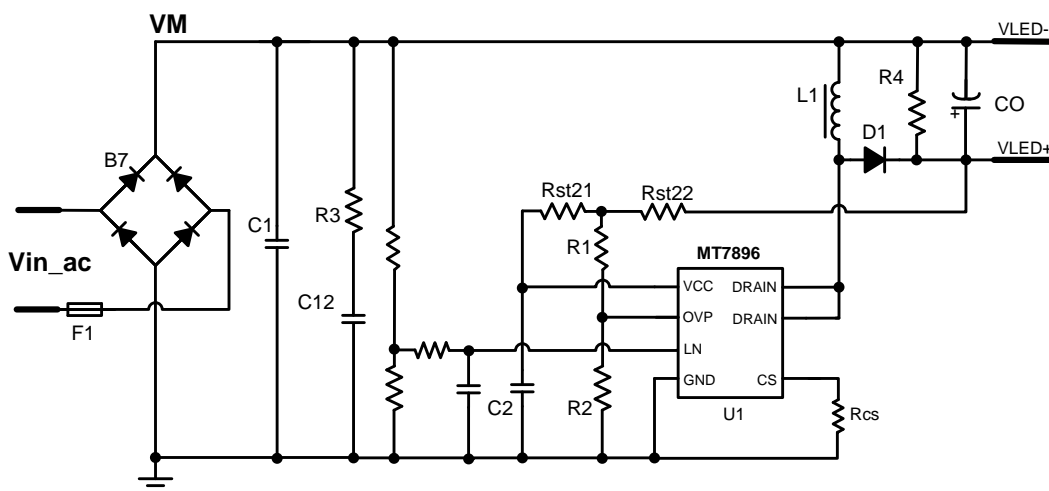 VM
VLED-
R4
L1
CO
+
D1
VLED+
B7
Rst21
Rst22
C1
R3
R1
MT7896
Vin_ac
VCC
DRAIN
C12
OVP
DRAIN
F1
LN
GND
CS
C2
R2
U1
Rcs